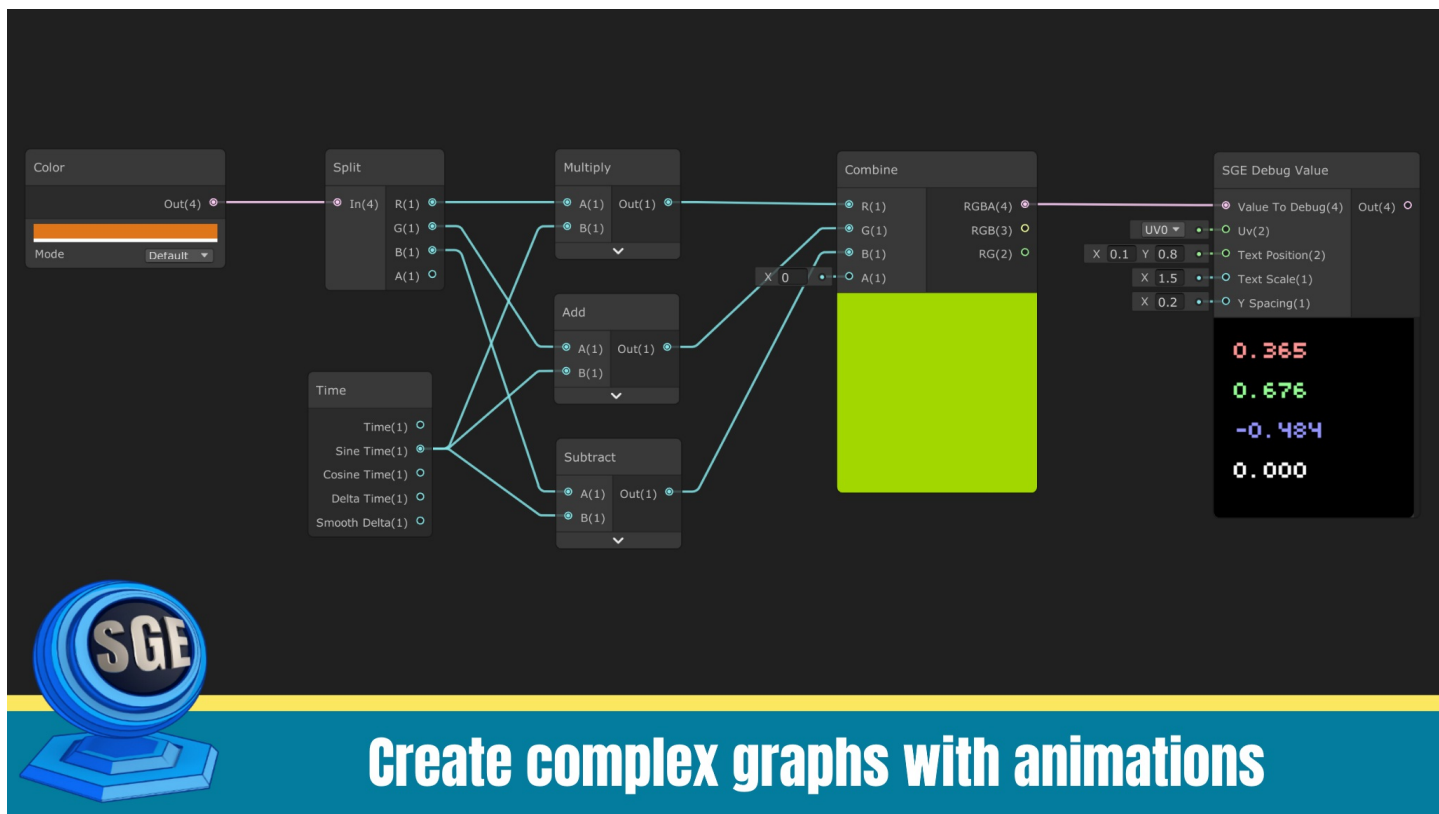 Color
Out(4)
Mode
Default
Split
In(4)
R(1)
G(1)
B(1)
A(1)
Time
Time(1)
Sine Time(1)
Cosine Time(1)
Delta Time(1)
Smooth Delta(1)
Multiply
A(1) Out(1)
B(1)
Add
A(1) Out(1)
B(1)
Subtract
A(1) Out(1)
B(1)
X 0
Combine
R(1) RGBA(4)
G(1) RGB(3)
B(1) RG(2)
A(1)
SGE Debug Value
Value To Debug(4) Out(4)
UV0 Uv(2)
X 0.1 Y 0.8 Text Position(2)
X 1.5 Text Scale(1)
X 0.2 Y Spacing(1)
0.365
0.676
-0.484
0.000
SGE
Create complex graphs with animations